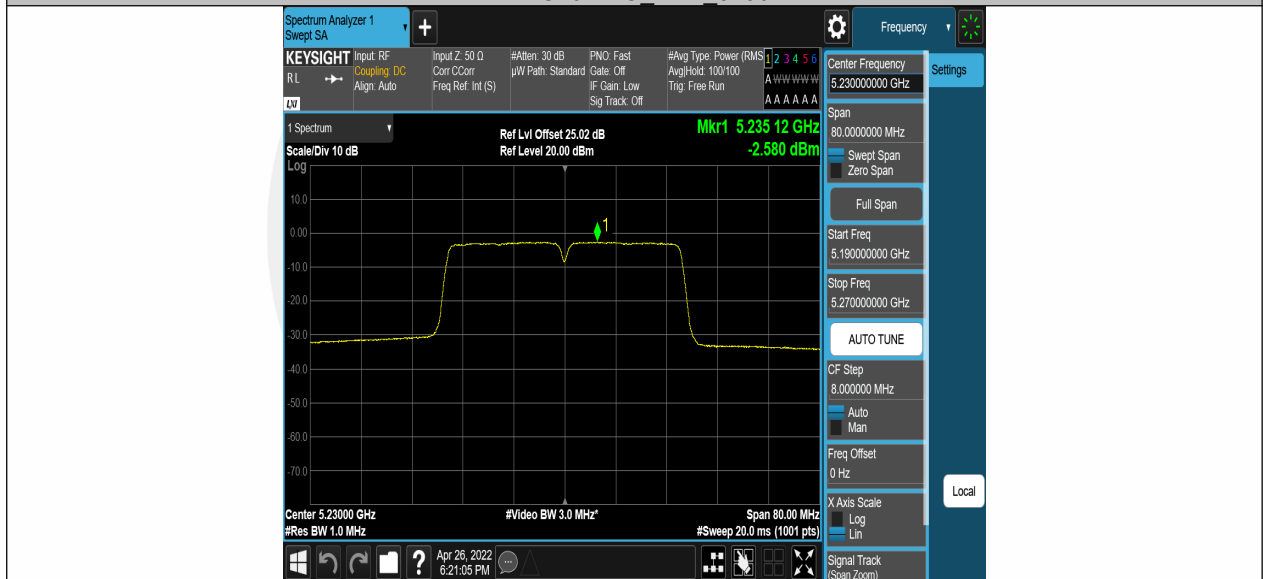 Spectrum Analyzer 1
Swept SA
+
Frequency
KEYSIGHT
RL
LXI
Input: RF
Coupling: DC
Align: Auto
Input Z: 50 Ω
Corr CCorr
Freq Ref: Int (S)
#Atten: 30 dB
µW Path: Standard
PNO: Fast
Gate: Off
IF Gain: Low
Sig Track: Off
#Avg Type: Power (RMS
Avg|Hold: 100/100
Trig: Free Run
1 2 3 4 5 6
A W W W W W
A A A A A A
1 Spectrum
Scale/Div 10 dB
Ref Lvl Offset 25.02 dB
Ref Level 20.00 dBm
Mkr1 5.235 12 GHz
-2.580 dBm
Log
10.0
0.00
-10.0
-20.0
-30.0
-40.0
-50.0
-60.0
-70.0
1
Center 5.23000 GHz
#Res BW 1.0 MHz
#Video BW 3.0 MHz*
Span 80.00 MHz
#Sweep 20.0 ms (1001 pts)
Center Frequency
5.230000000 GHz
Settings
Span
80.0000000 MHz
Swept Span
Zero Span
Full Span
Start Freq
5.190000000 GHz
Stop Freq
5.270000000 GHz
AUTO TUNE
CF Step
8.000000 MHz
Auto
Man
Freq Offset
0 Hz
X Axis Scale
Log
Lin
Local
Signal Track
(Span Zoom)
?
Apr 26, 2022
6:21:05 PM